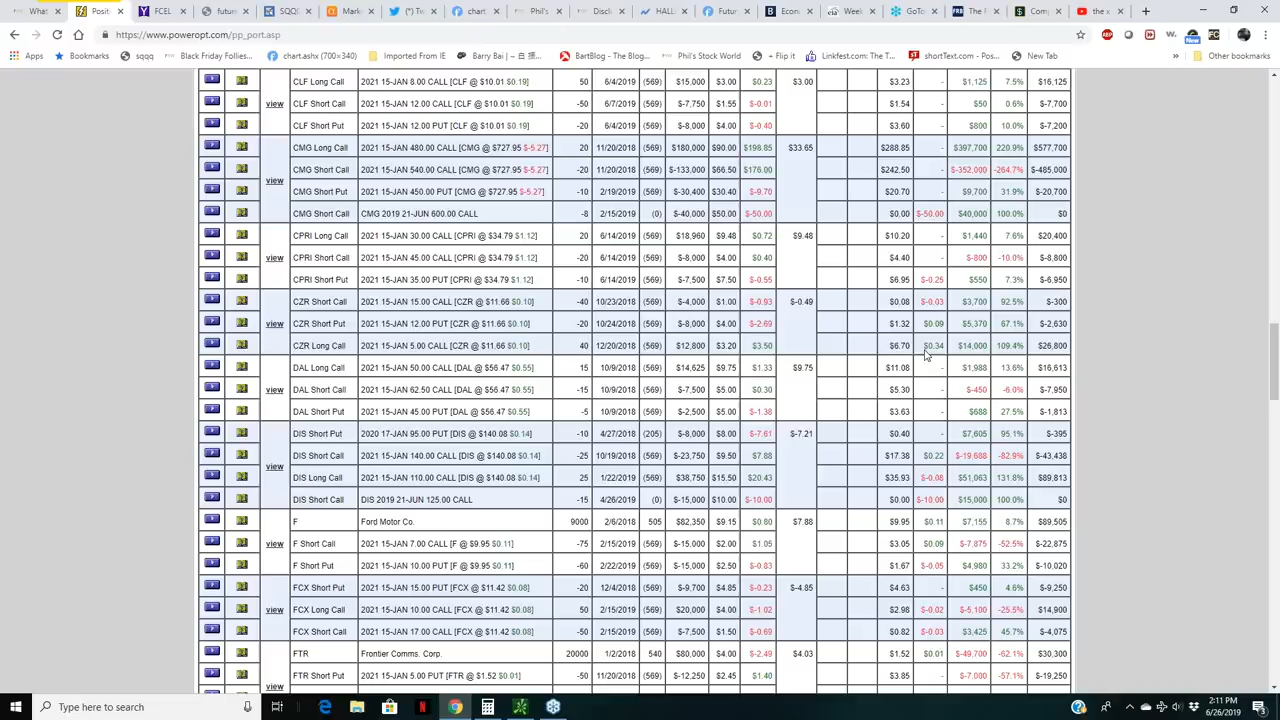 What Positi FCEL future SQQQ Mark (*) Tw chart Phil's Discla HALL Futur Econ Week GoTo FRB Comp the x
https://www.poweropt.com/pp_port.asp
Apps sqqq Black Friday Follies... chart.ashx (700×340) Imported From IE Barry Bai BartBlog - The Blog... Phil's Stock World + Flip it Linkfest.com: The T... shortText.com - Pos... New Tab » Other bookmarks
CLF Long Call 2021 15-JAN 8.00 CALL [CLF @ $10.01 $0.19] 50 6/4/2019 (569) $15,000 $3.00 $0.23 $3.00 $3.23 - $1,125 7.5% $16,125
CLF Short Call 2021 15-JAN 12.00 CALL [CLF @ $10.01 $0.19] -50 6/7/2019 (569) $-7,750 $1.55 $-0.01 $1.54 - $50 0.6% $-7,700
view
CLF Short Put 2021 15-JAN 12.00 PUT [CLF @ $10.01 $0.19] -20 6/4/2019 (569) $-8,000 $4.00 $-0.40 $3.60 - $800 10.0% $-7,200
CMG Long Call 2021 15-JAN 480.00 CALL [CMG @ $727.95 $-5.27] 20 11/20/2018 (569) $180,000 $90.00 $198.85 $33.65 $288.85 - $397,700 220.9% $577,700
CMG Short Call 2021 15-JAN 540.00 CALL [CMG @ $727.95 $-5.27] -20 11/20/2018 (569) $-133,000 $66.50 $176.00 $242.50 - $-352,000 -264.7% $-485,000
view
CMG Short Put 2021 15-JAN 450.00 PUT [CMG @ $727.95 $-5.27] -10 2/19/2019 (569) $-30,400 $30.40 $-9.70 $20.70 - $9,700 31.9% $-20,700
CMG Short Call CMG 2019 21-JUN 600.00 CALL -8 2/15/2019 (0) $-40,000 $50.00 $-50.00 $0.00 $-50.00 $40,000 100.0% $0
CPRI Long Call 2021 15-JAN 30.00 CALL [CPRI @ $34.79 $1.12] 20 6/14/2019 (569) $18,960 $9.48 $0.72 $9.48 $10.20 - $1,440 7.6% $20,400
view CPRI Short Call 2021 15-JAN 45.00 CALL [CPRI @ $34.79 $1.12] -20 6/14/2019 (569) $-8,000 $4.00 $0.40 $4.40 - $-800 -10.0% $-8,800
CPRI Short Put 2021 15-JAN 35.00 PUT [CPRI @ $34.79 $1.12] -10 6/14/2019 (569) $-7,500 $7.50 $-0.55 $6.95 $-0.25 $550 7.3% $-6,950
CZR Short Call 2021 15-JAN 15.00 CALL [CZR @ $11.66 $0.10] -40 10/23/2018 (569) $-4,000 $1.00 $-0.93 $-0.49 $0.08 $-0.03 $3,700 92.5% $-300
view CZR Short Put 2021 15-JAN 12.00 PUT [CZR @ $11.66 $0.10] -20 10/24/2018 (569) $-8,000 $4.00 $-2.69 $1.32 $0.09 $5,370 67.1% $-2,630
CZR Long Call 2021 15-JAN 5.00 CALL [CZR @ $11.66 $0.10] 40 12/20/2018 (569) $12,800 $3.20 $3.50 $6.70 $0.34 $14,000 109.4% $26,800
DAL Long Call 2021 15-JAN 50.00 CALL [DAL @ $56.47 $0.55] 15 10/9/2018 (569) $14,625 $9.75 $1.33 $9.75 $11.08 - $1,988 13.6% $16,613
view DAL Short Call 2021 15-JAN 62.50 CALL [DAL @ $56.47 $0.55] -15 10/9/2018 (569) $-7,500 $5.00 $0.30 $5.30 - $-450 -6.0% $-7,950
DAL Short Put 2021 15-JAN 45.00 PUT [DAL @ $56.47 $0.55] -5 10/9/2018 (569) $-2,500 $5.00 $-1.38 $3.63 - $688 27.5% $-1,813
DIS Short Put 2020 17-JAN 95.00 PUT [DIS @ $140.08 $0.14] -10 4/27/2018 (205) $-8,000 $8.00 $-7.61 $-7.21 $0.40 - $7,605 95.1% $-395
DIS Short Call 2021 15-JAN 140.00 CALL [DIS @ $140.08 $0.14] -25 10/19/2018 (569) $-23,750 $9.50 $7.88 $17.38 $0.22 $-19,688 -82.9% $-43,438
view
DIS Long Call 2021 15-JAN 110.00 CALL [DIS @ $140.08 $0.14] 25 1/22/2019 (569) $38,750 $15.50 $20.43 $35.93 $-0.08 $51,063 131.8% $89,813
DIS Short Call DIS 2019 21-JUN 125.00 CALL -15 4/26/2019 (0) $-15,000 $10.00 $-10.00 $0.00 $-10.00 $15,000 100.0% $0
F Ford Motor Co. 9000 2/6/2018 505 $82,350 $9.15 $0.80 $7.88 $9.95 $0.11 $7,155 8.7% $89,505
view F Short Call 2021 15-JAN 7.00 CALL [F @ $9.95 $0.11] -75 2/15/2019 (569) $-15,000 $2.00 $1.05 $3.05 $0.09 $-7,875 -52.5% $-22,875
F Short Put 2021 15-JAN 10.00 PUT [F @ $9.95 $0.11] -60 2/22/2019 (569) $-15,000 $2.50 $-0.83 $1.67 $-0.05 $4,980 33.2% $-10,020
FCX Short Put 2021 15-JAN 15.00 PUT [FCX @ $11.42 $0.08] -20 12/4/2018 (569) $-9,700 $4.85 $-0.23 $-4.85 $4.63 - $450 4.6% $-9,250
view FCX Long Call 2021 15-JAN 10.00 CALL [FCX @ $11.42 $0.08] 50 2/15/2019 (569) $20,000 $4.00 $-1.02 $2.98 $-0.02 $-5,100 -25.5% $14,900
FCX Short Call 2021 15-JAN 17.00 CALL [FCX @ $11.42 $0.08] -50 2/15/2019 (569) $-7,500 $1.50 $-0.69 $0.82 $-0.03 $3,425 45.7% $-4,075
FTR Frontier Comms. Corp. 20000 1/2/2018 540 $80,000 $4.00 $-2.49 $4.03 $1.52 $0.01 $-49,700 -62.1% $30,300
FTR Short Put 2021 15-JAN 5.00 PUT [FTR @ $1.52 $0.01] -50 11/20/2018 (569) $-12,250 $2.45 $1.40 $3.85 - $-7,000 -57.1% $-19,250
view
Type here to search
2:11 PM
6/26/2019